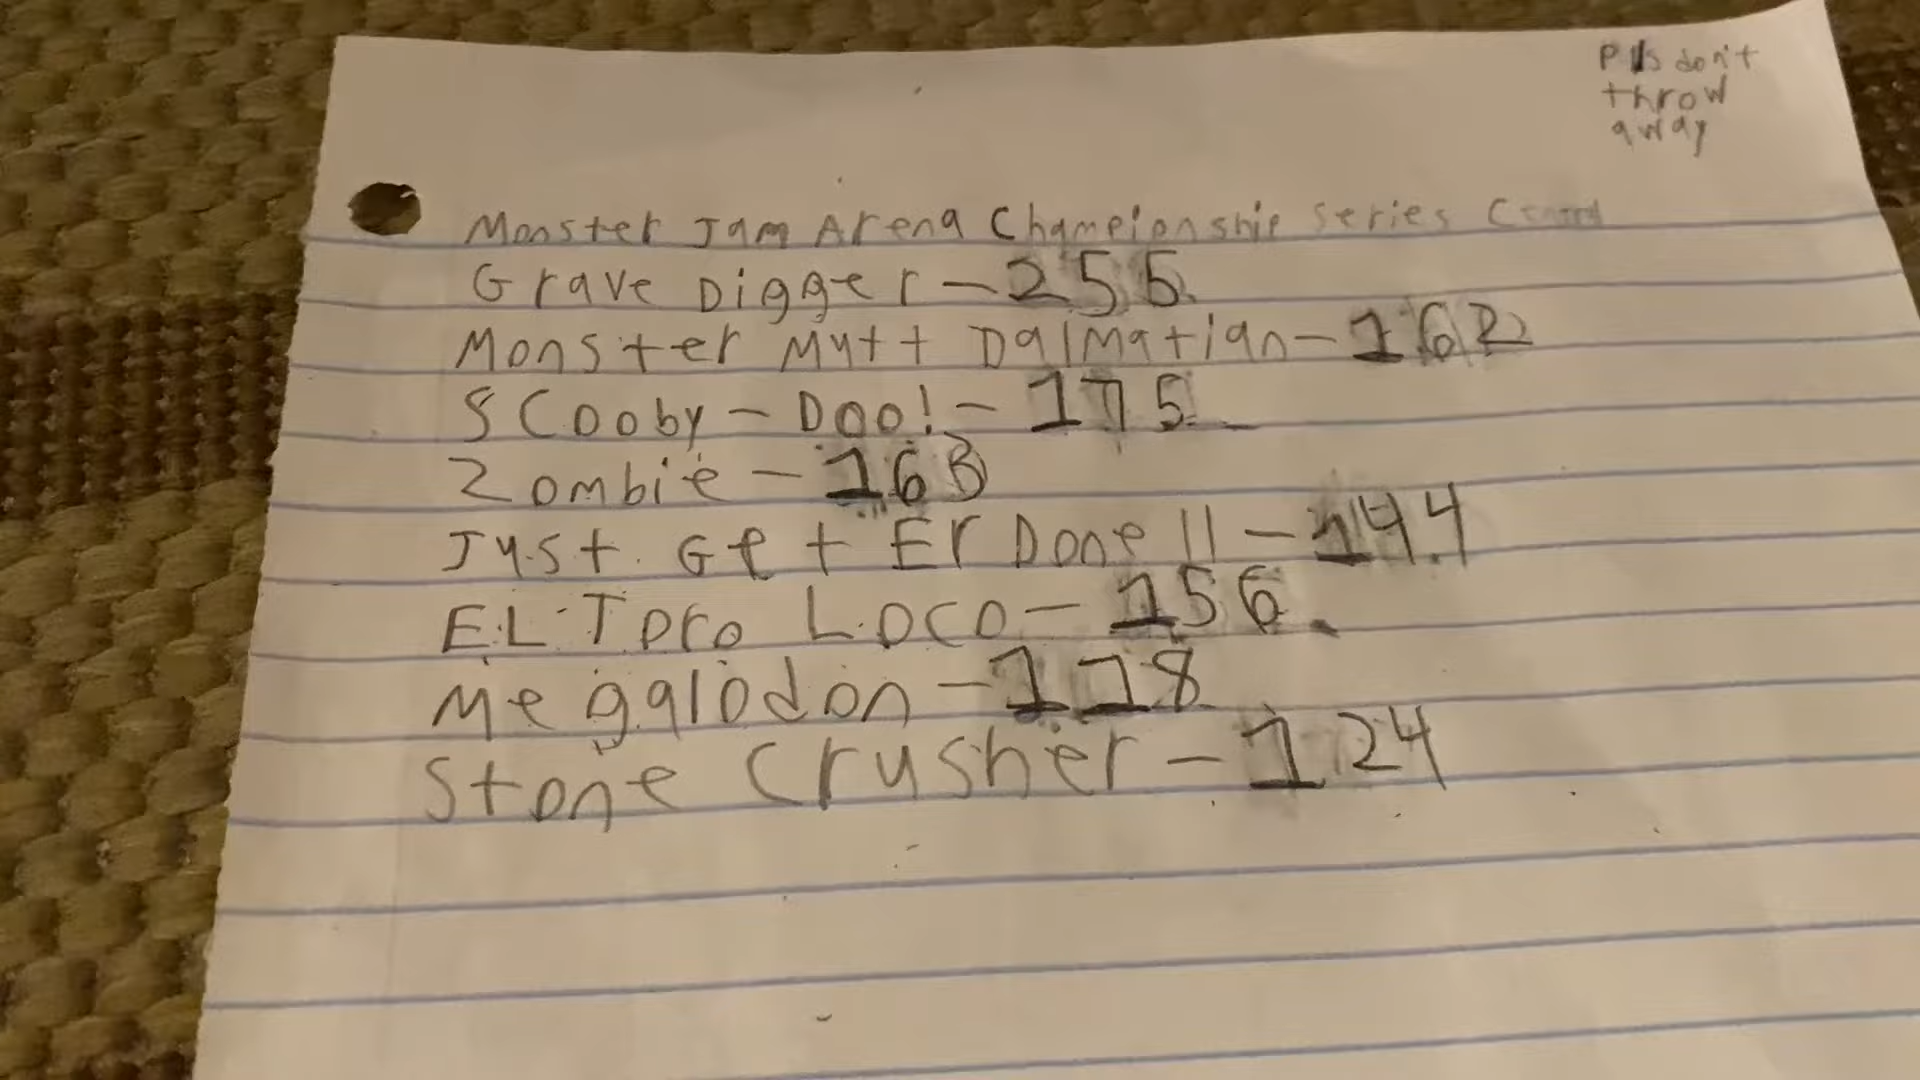 Pls don't
throw
away
Monster Jam Arena Championship Series
Grave Digger - 255
Monster Mutt Dalmatian - 162
Scooby-Doo! - 175
Zombie - 163
Just Get Er Done!! - 144
EL Toro Loco - 156
Megalodon - 118
Stone Crusher - 124